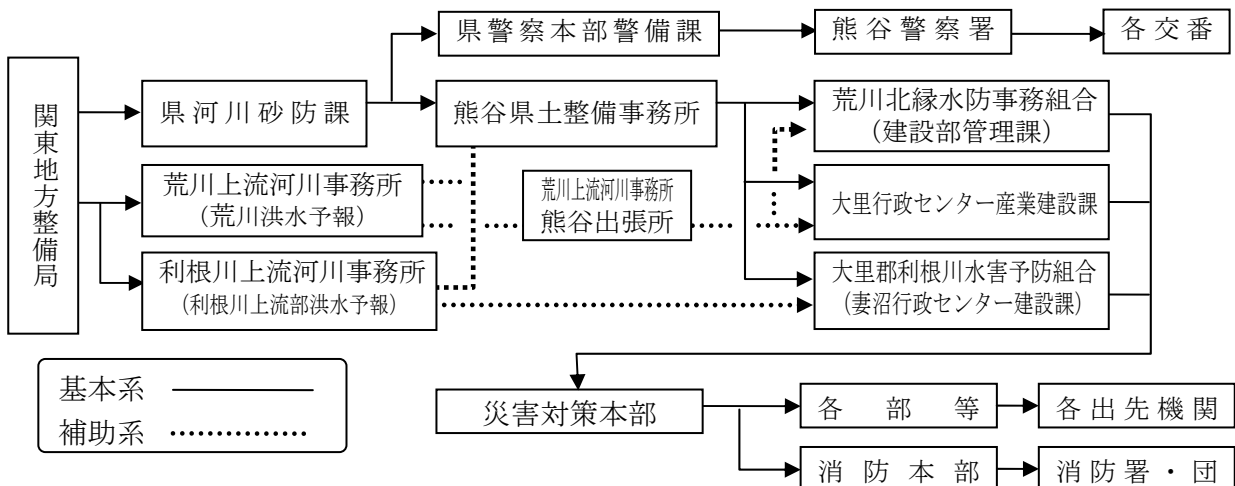 県警察本部警備課
熊谷警察署
各交番
関東地方整備局
県河川砂防課
熊谷県土整備事務所
荒川北縁水防事務組合
(建設部管理課)
荒川上流河川事務所
(荒川洪水予報)
荒川上流河川事務所
熊谷出張所
大里行政センター産業建設課
利根川上流河川事務所
(利根川上流部洪水予報)
大里郡利根川水害予防組合
(妻沼行政センター建設課)
基本系
補助系
災害対策本部
各部等
各出先機関
消防本部
消防署・団